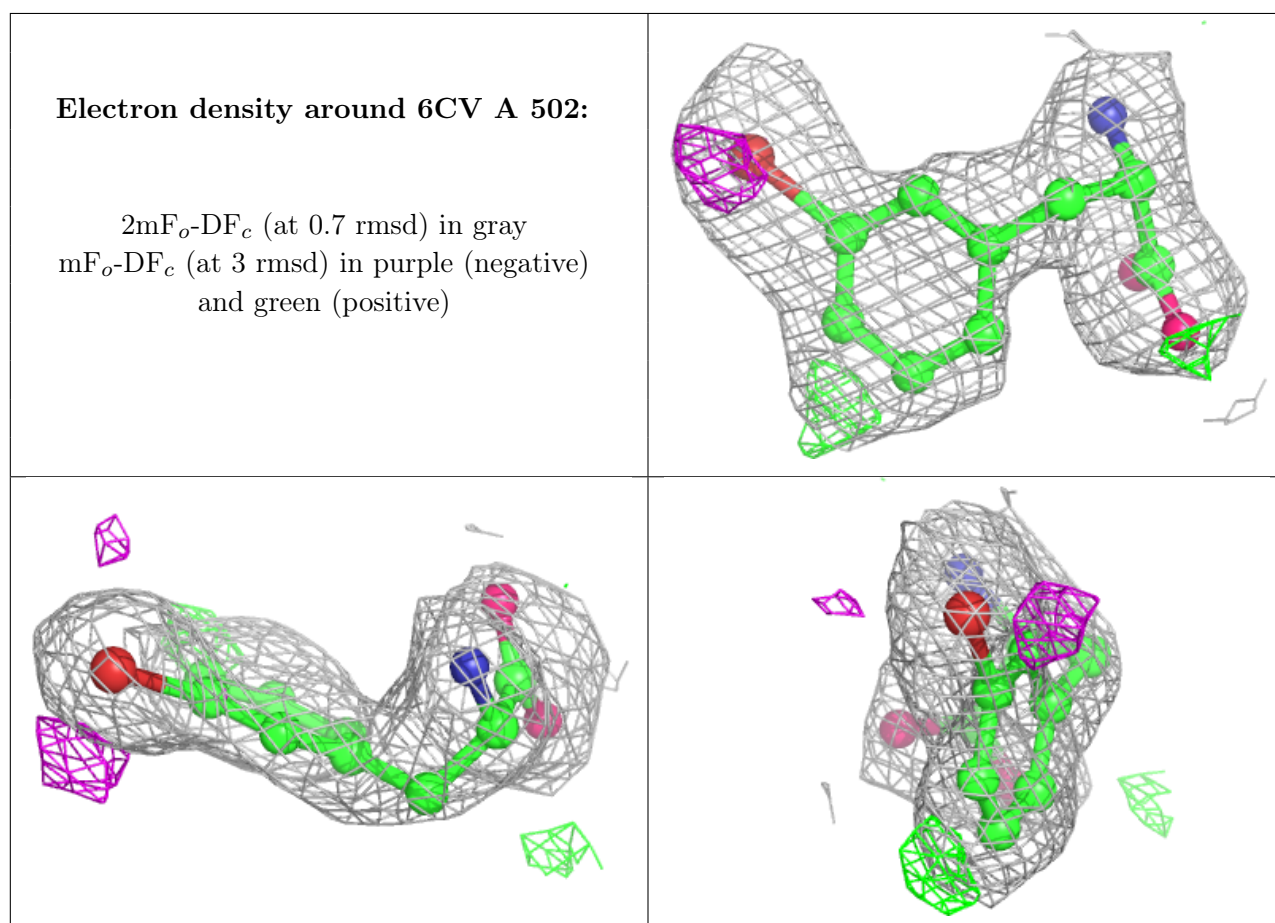 Electron density around 6CV A 502:
2mFₒ-DF𝒸 (at 0.7 rmsd) in gray
mFₒ-DF𝒸 (at 3 rmsd) in purple (negative)
and green (positive)